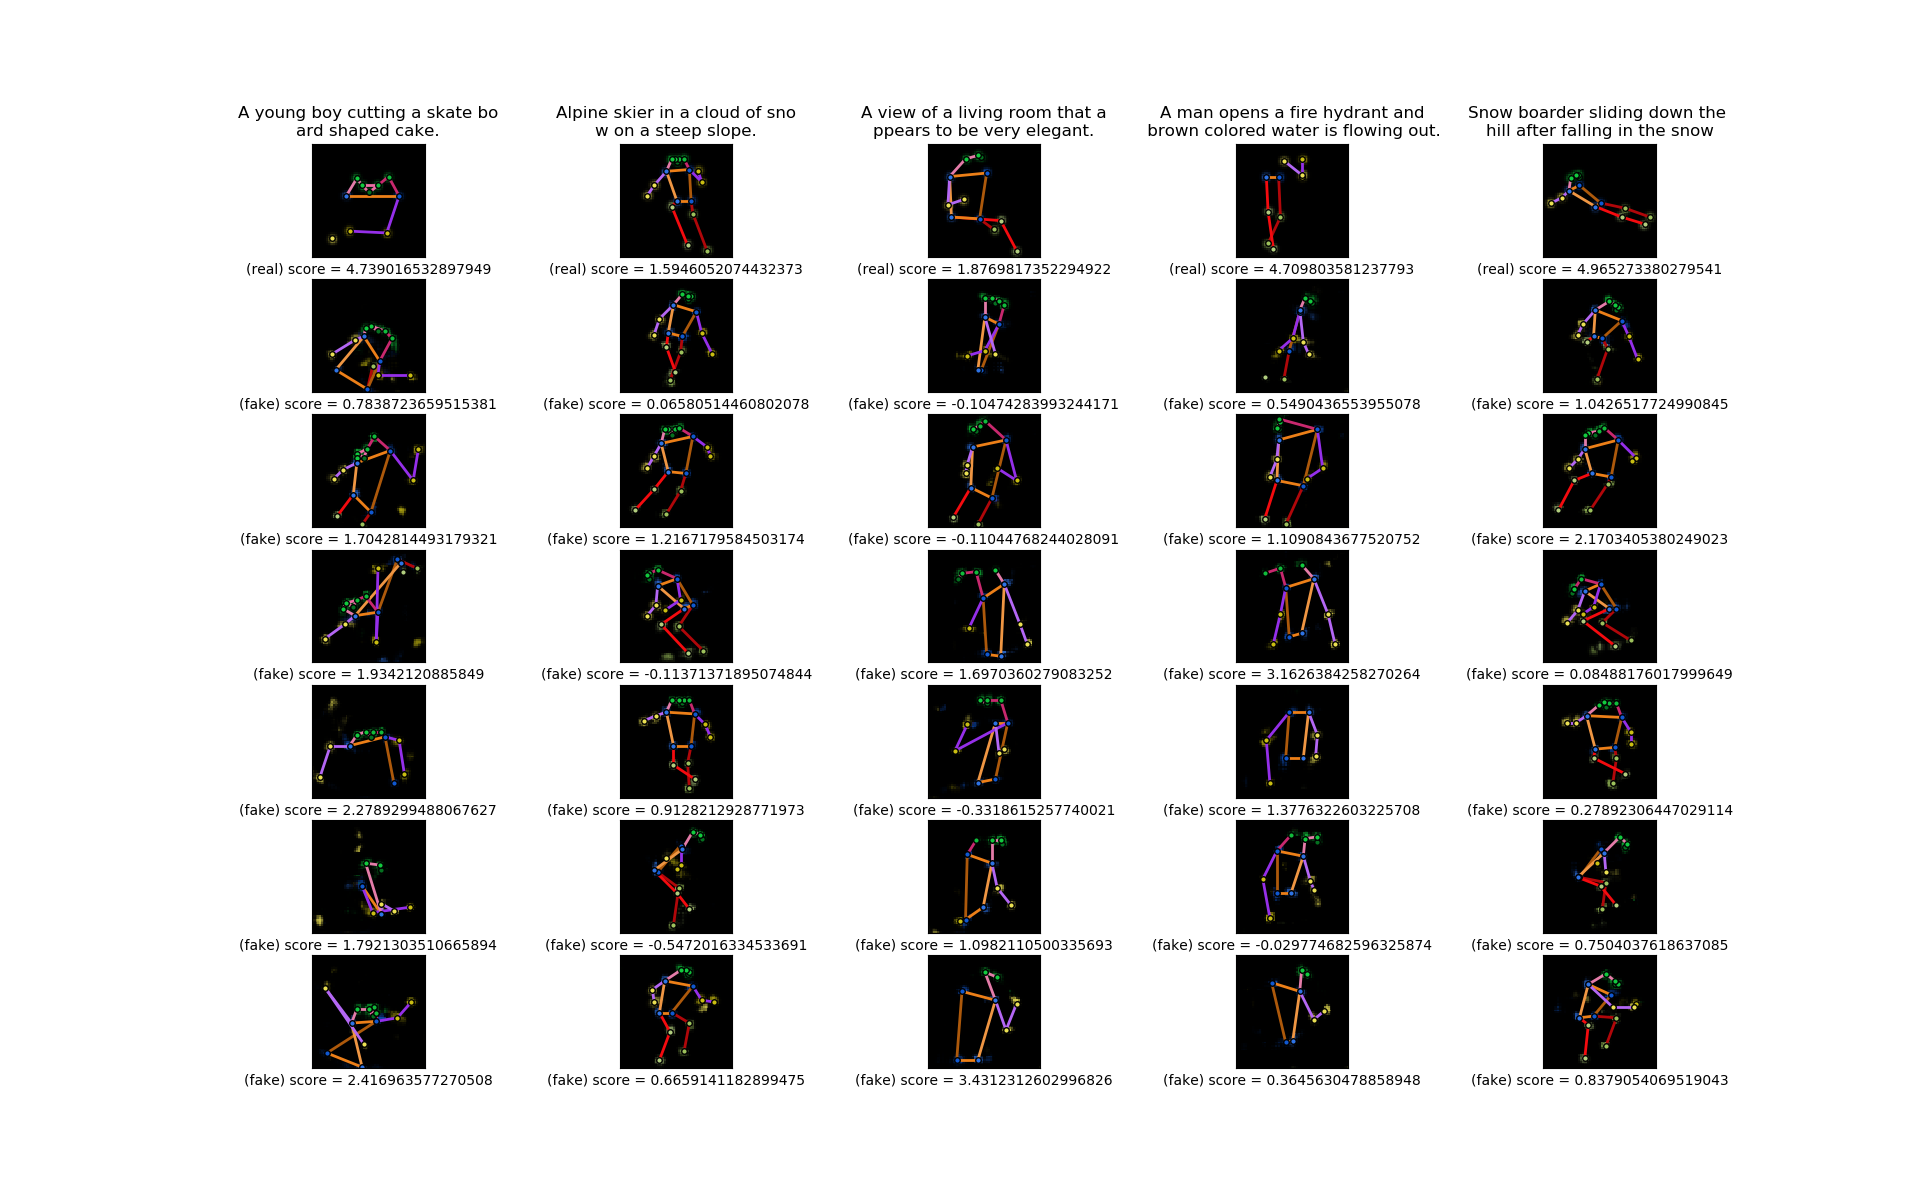 A young boy cutting a skate bo
ard shaped cake.
Alpine skier in a cloud of sno
w on a steep slope.
A view of a living room that a
ppears to be very elegant.
A man opens a fire hydrant and
brown colored water is flowing out.
Snow boarder sliding down the
hill after falling in the snow
(real) score = 4.739016532897949
(real) score = 1.5946052074432373
(real) score = 1.8769817352294922
(real) score = 4.709803581237793
(real) score = 4.965273380279541
(fake) score = 0.7838723659515381
(fake) score = 0.06580514460802078
(fake) score = -0.10474283993244171
(fake) score = 0.5490436553955078
(fake) score = 1.0426517724990845
(fake) score = 1.7042814493179321
(fake) score = 1.2167179584503174
(fake) score = -0.11044768244028091
(fake) score = 1.1090843677520752
(fake) score = 2.1703405380249023
(fake) score = 1.9342120885849
(fake) score = -0.11371371895074844
(fake) score = 1.6970360279083252
(fake) score = 3.1626384258270264
(fake) score = 0.08488176017999649
(fake) score = 2.2789299488067627
(fake) score = 0.9128212928771973
(fake) score = -0.3318615257740021
(fake) score = 1.3776322603225708
(fake) score = 0.27892306447029114
(fake) score = 1.7921303510665894
(fake) score = -0.5472016334533691
(fake) score = 1.0982110500335693
(fake) score = -0.029774682596325874
(fake) score = 0.7504037618637085
(fake) score = 2.416963577270508
(fake) score = 0.6659141182899475
(fake) score = 3.4312312602996826
(fake) score = 0.3645630478858948
(fake) score = 0.8379054069519043